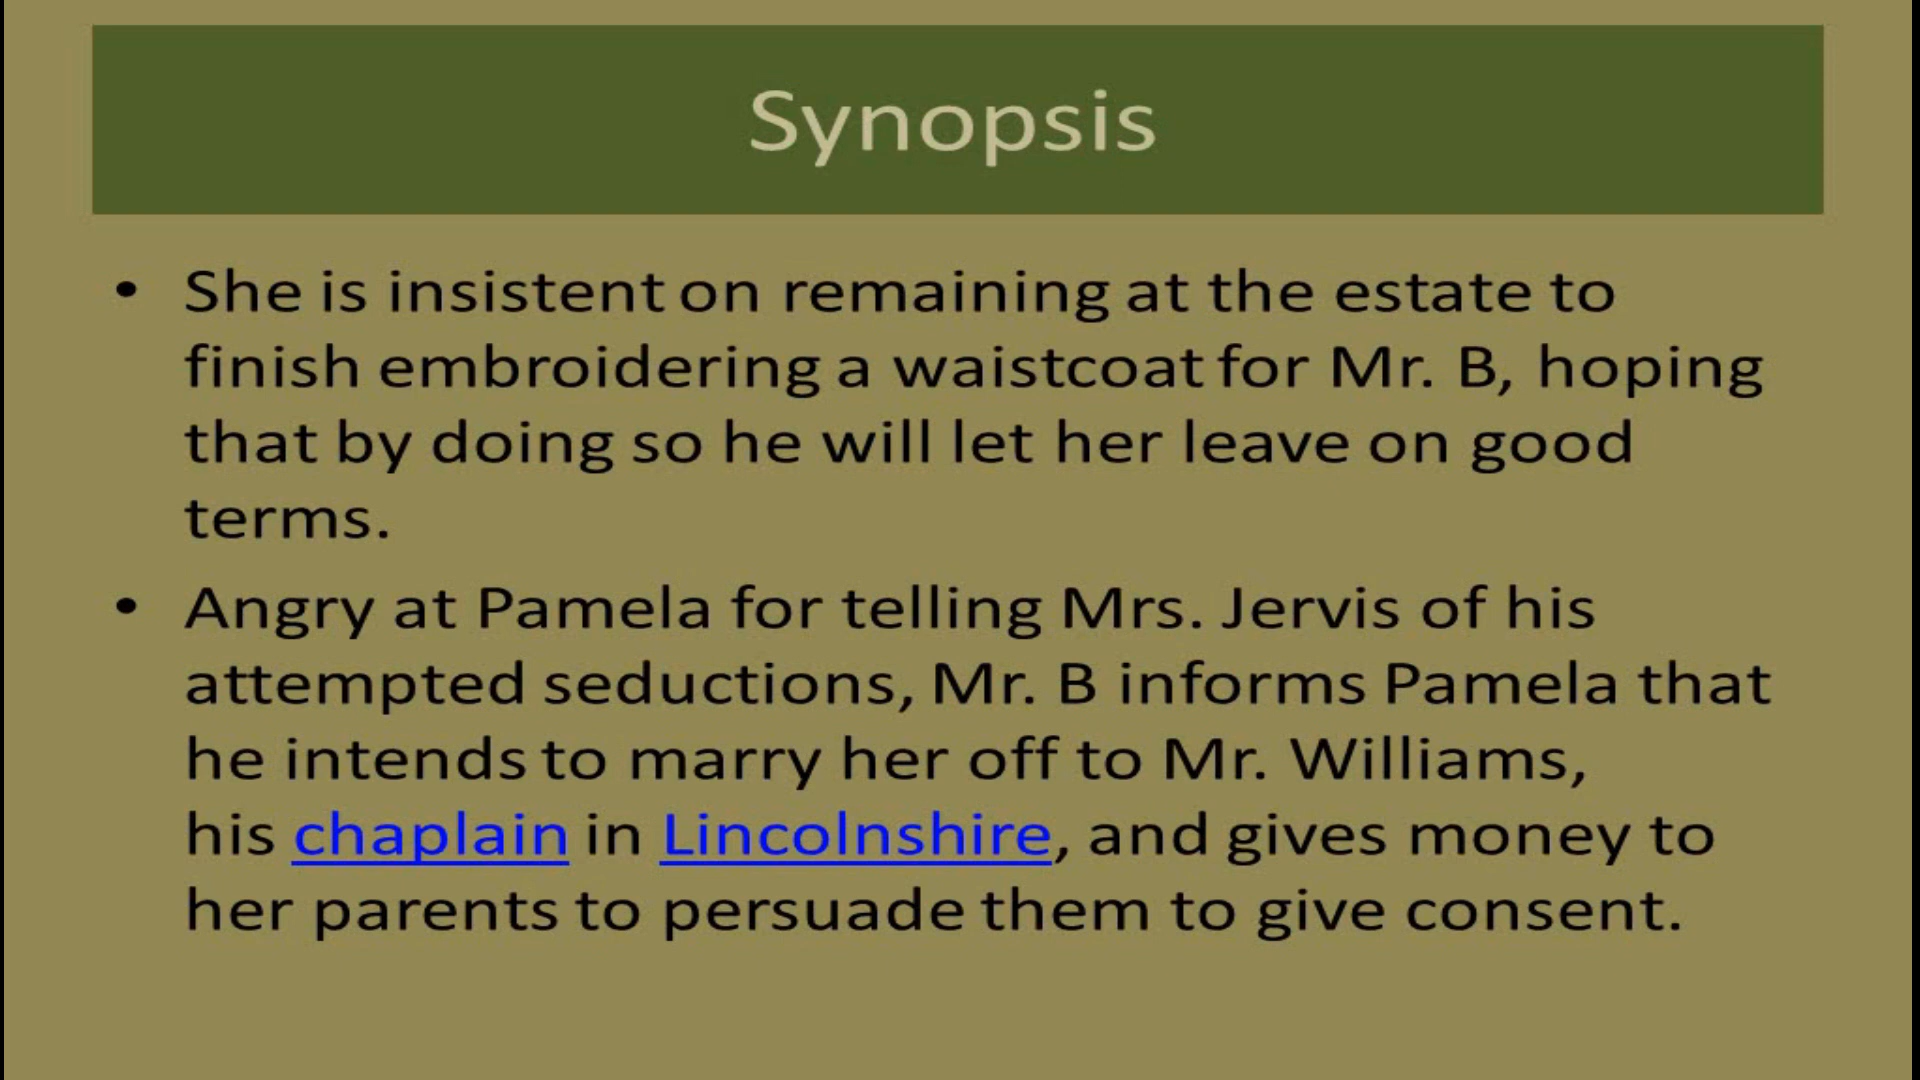 Synopsis
• She is insistent on remaining at the estate to
finish embroidering a waistcoat for Mr. B, hoping
that by doing so he will let her leave on good
terms.
• Angry at Pamela for telling Mrs. Jervis of his
attempted seductions, Mr. B informs Pamela that
he intends to marry her off to Mr. Williams,
his chaplain in Lincolnshire, and gives money to
her parents to persuade them to give consent.